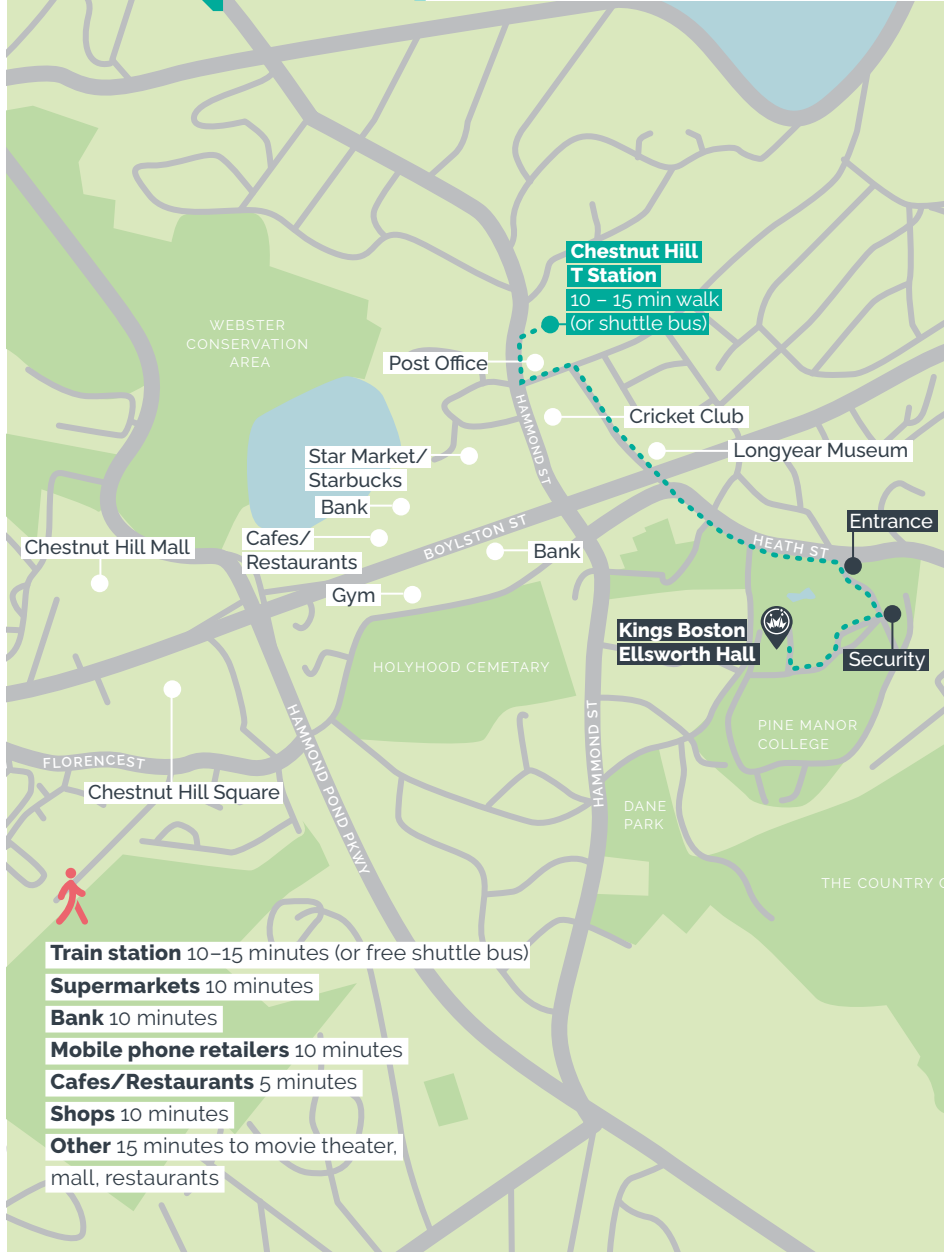 Chestnut Hill
T Station
10 – 15 min walk
(or shuttle bus)
WEBSTER
CONSERVATION
AREA
Post Office
HAMMOND ST
Cricket Club
Star Market/
Starbucks
Longyear Museum
Bank
Entrance
Cafes/
Restaurants
BOYLSTON ST
Bank
HEATH ST
Chestnut Hill Mall
Gym
Kings Boston
Ellsworth Hall
Security
HOLYHOOD CEMETARY
HAMMOND POND PKWY
HAMMOND ST
PINE MANOR
COLLEGE
FLORENCEST
Chestnut Hill Square
DANE
PARK
THE COUNTRY C
Train station 10–15 minutes (or free shuttle bus)
Supermarkets 10 minutes
Bank 10 minutes
Mobile phone retailers 10 minutes
Cafes/Restaurants 5 minutes
Shops 10 minutes
Other 15 minutes to movie theater,
mall, restaurants